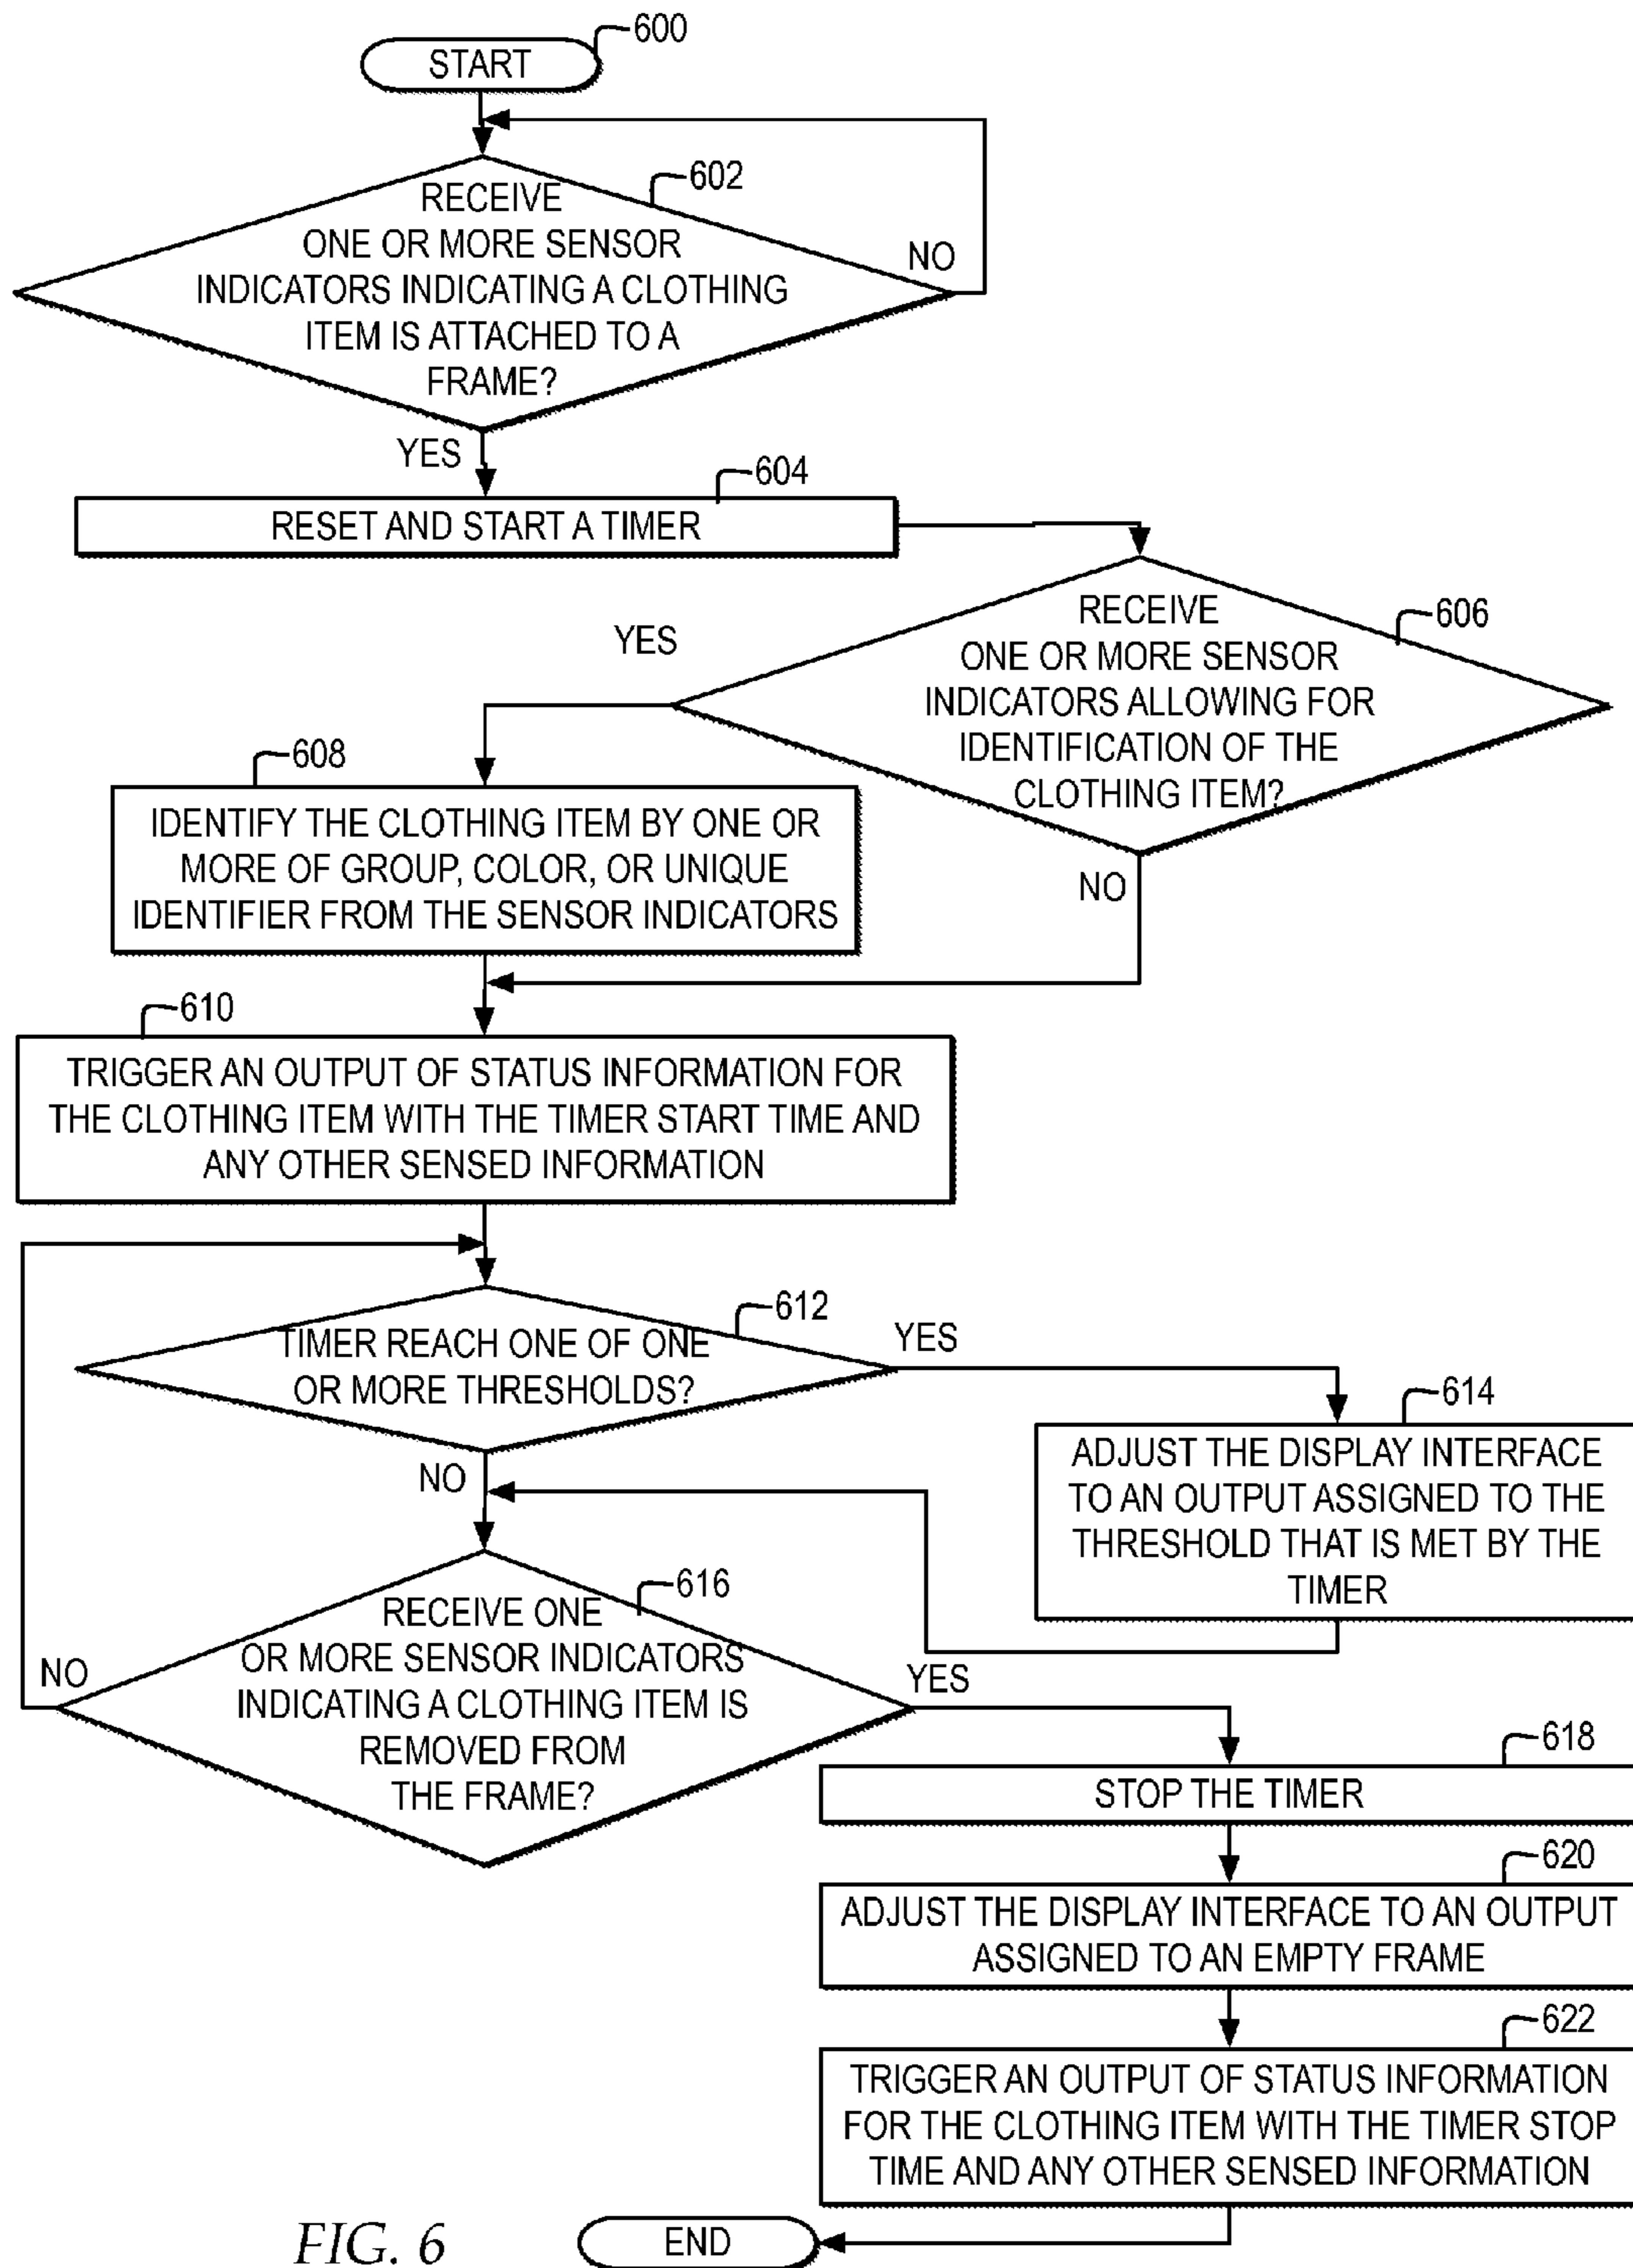 600
START
602
RECEIVE
ONE OR MORE SENSOR
INDICATORS INDICATING A CLOTHING
ITEM IS ATTACHED TO A
FRAME?
NO
YES
604
RESET AND START A TIMER
606
RECEIVE
ONE OR MORE SENSOR
INDICATORS ALLOWING FOR
IDENTIFICATION OF THE
CLOTHING ITEM?
YES
NO
608
IDENTIFY THE CLOTHING ITEM BY ONE OR
MORE OF GROUP, COLOR, OR UNIQUE
IDENTIFIER FROM THE SENSOR INDICATORS
610
TRIGGER AN OUTPUT OF STATUS INFORMATION FOR
THE CLOTHING ITEM WITH THE TIMER START TIME AND
ANY OTHER SENSED INFORMATION
612
TIMER REACH ONE OF ONE
OR MORE THRESHOLDS?
YES
NO
614
ADJUST THE DISPLAY INTERFACE
TO AN OUTPUT ASSIGNED TO THE
THRESHOLD THAT IS MET BY THE
TIMER
616
RECEIVE ONE
OR MORE SENSOR INDICATORS
INDICATING A CLOTHING ITEM IS
REMOVED FROM
THE FRAME?
NO
YES
618
STOP THE TIMER
620
ADJUST THE DISPLAY INTERFACE TO AN OUTPUT
ASSIGNED TO AN EMPTY FRAME
622
TRIGGER AN OUTPUT OF STATUS INFORMATION
FOR THE CLOTHING ITEM WITH THE TIMER STOP
TIME AND ANY OTHER SENSED INFORMATION
END
FIG. 6